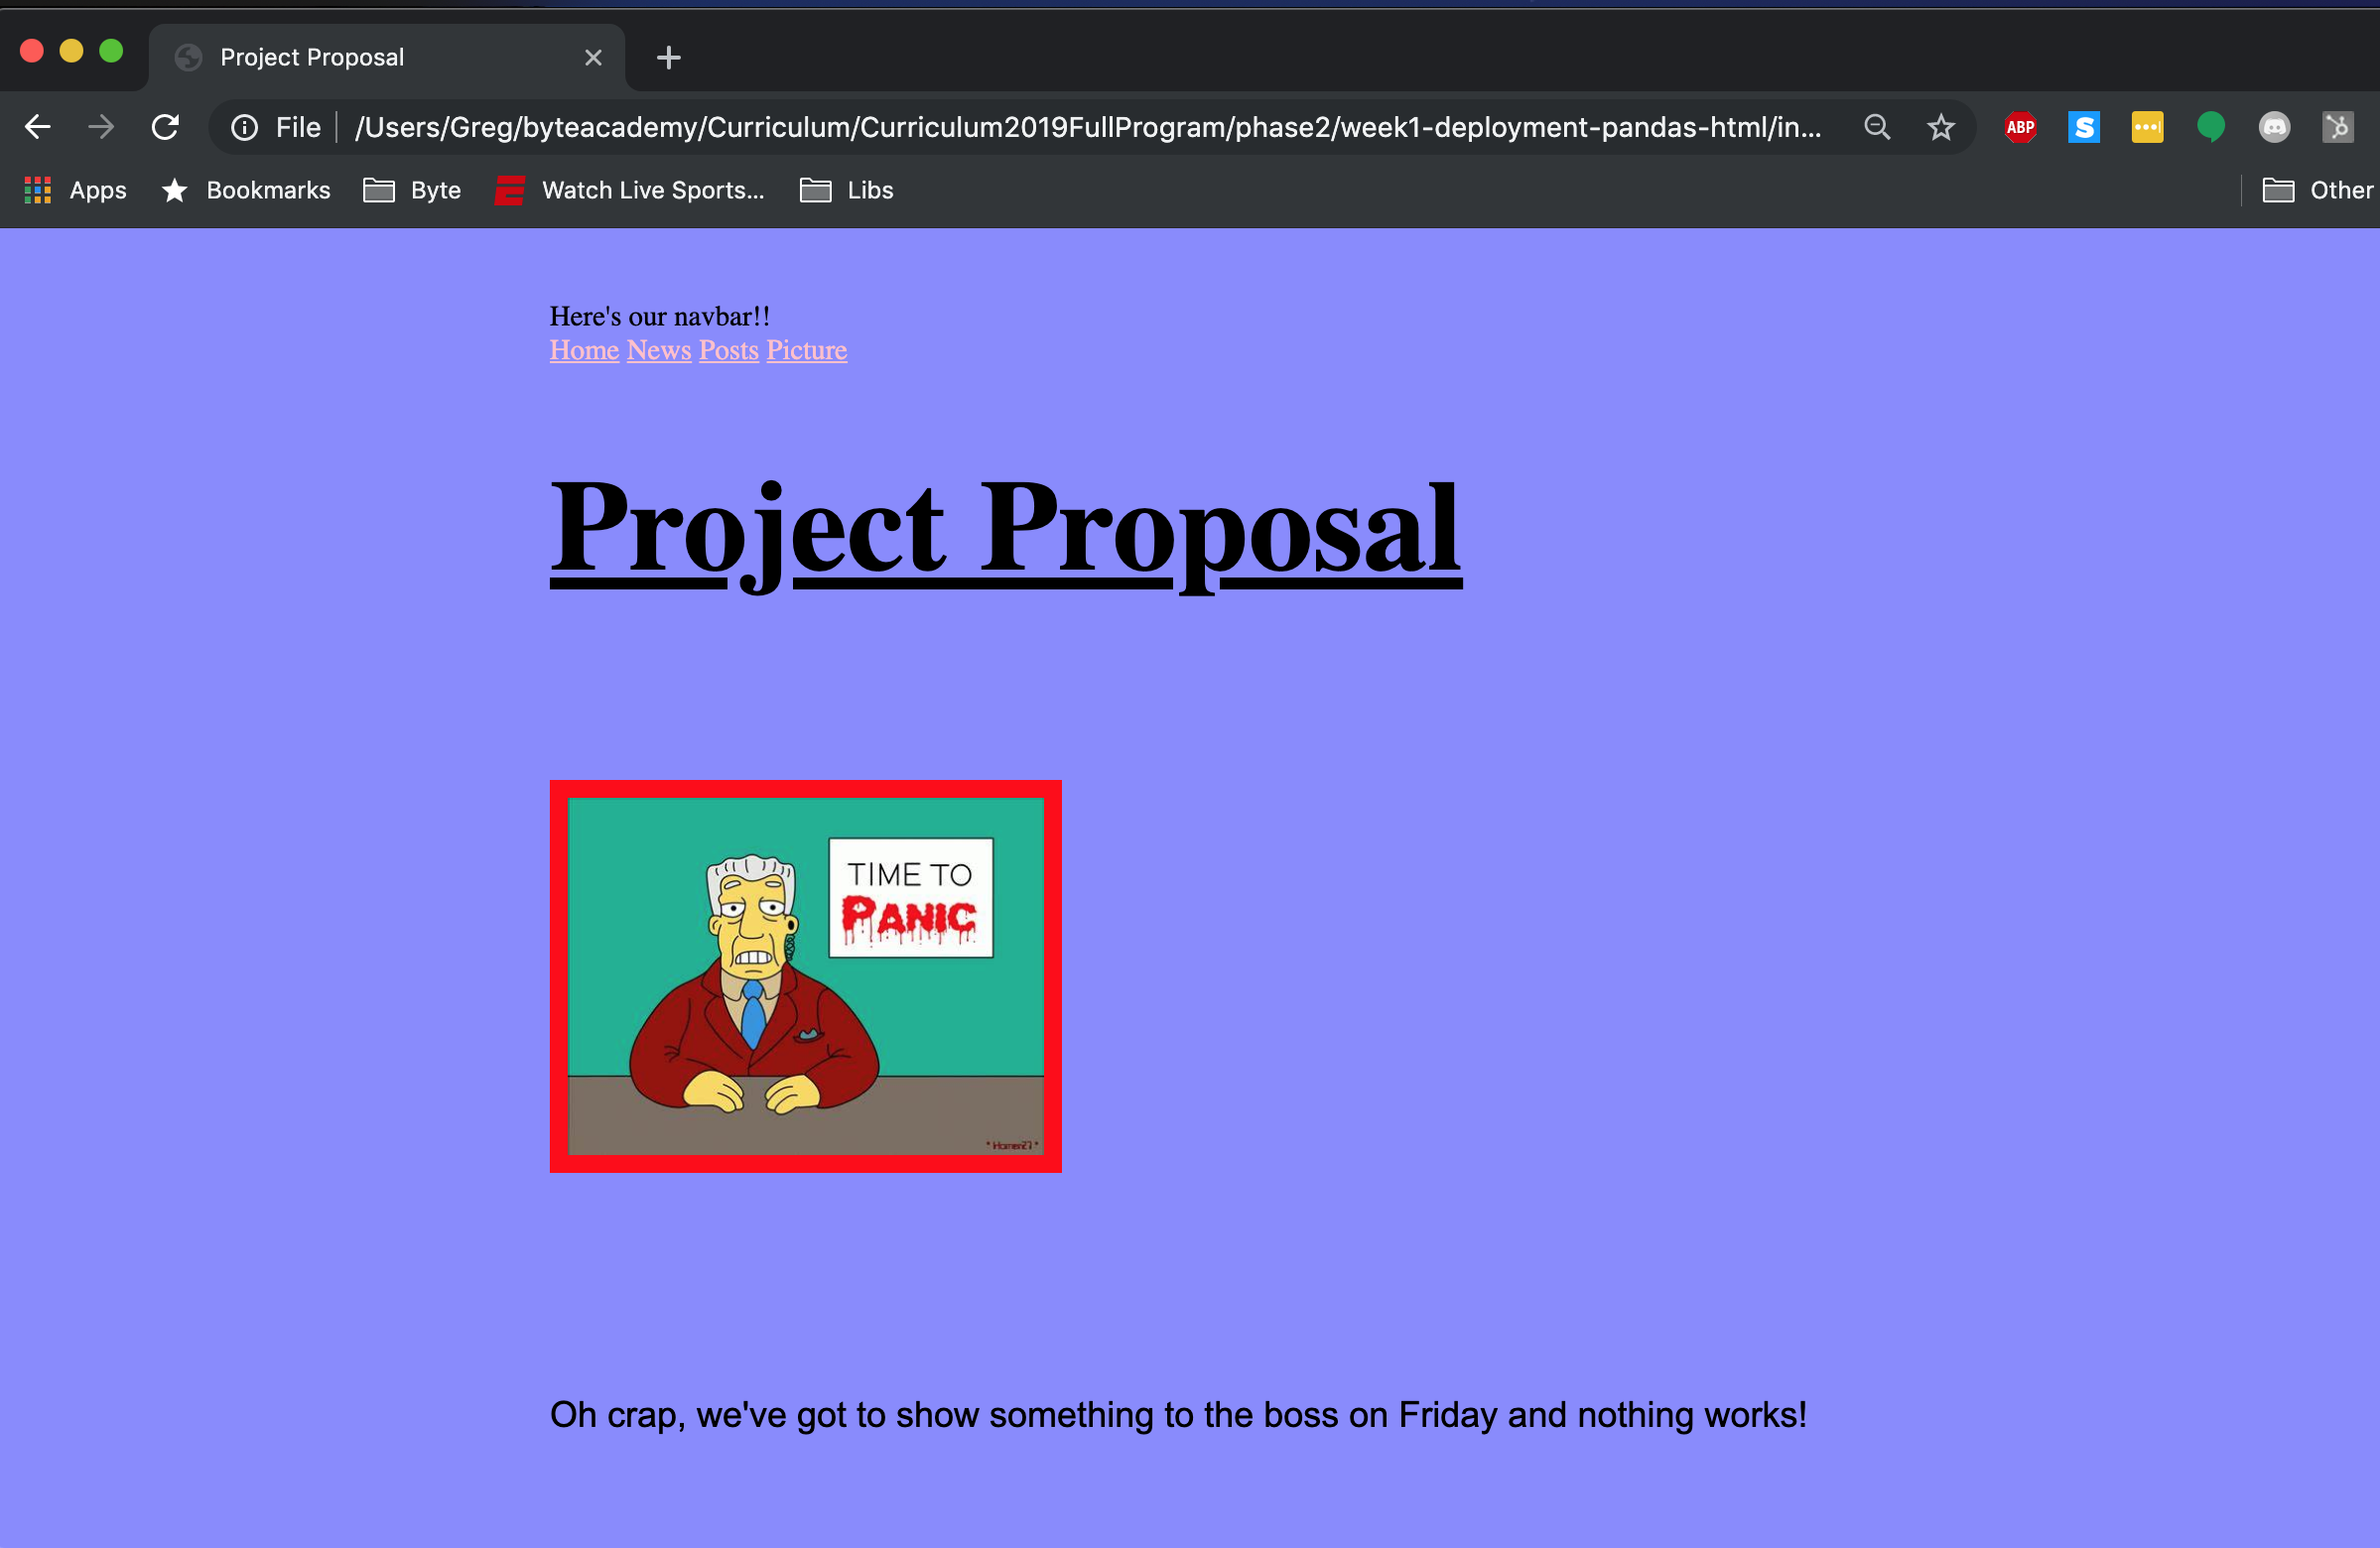 Project Proposal
File /Users/Greg/byteacademy/Curriculum/Curriculum2019FullProgram/phase2/week1-deployment-pandas-html/in...
ABP
S
Apps Bookmarks Byte Watch Live Sports... Libs Other
Here's our navbar!!
Home News Posts Picture
Project Proposal
TIME TO
PANIC
Oh crap, we've got to show something to the boss on Friday and nothing works!